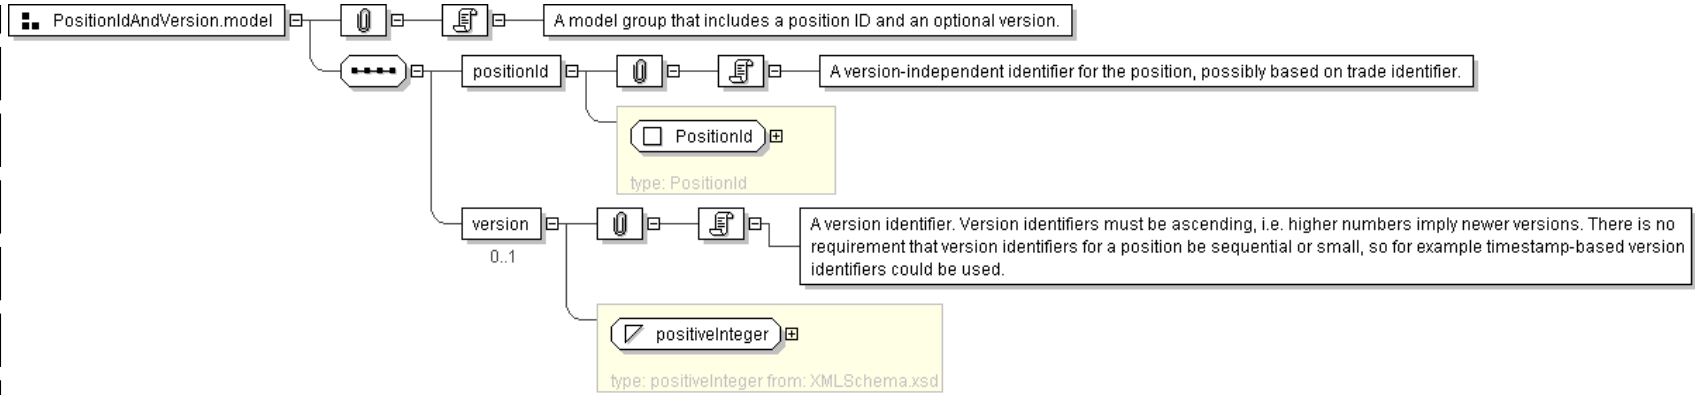 PositionIdAndVersion.model
A model group that includes a position ID and an optional version.
positionId
A version-independent identifier for the position, possibly based on trade identifier.
PositionId
type: PositionId
version
0..1
A version identifier. Version identifiers must be ascending, i.e. higher numbers imply newer versions. There is no
requirement that version identifiers for a position be sequential or small, so for example timestamp-based version
identifiers could be used.
positiveInteger
type: positiveInteger from: XMLSchema.xsd